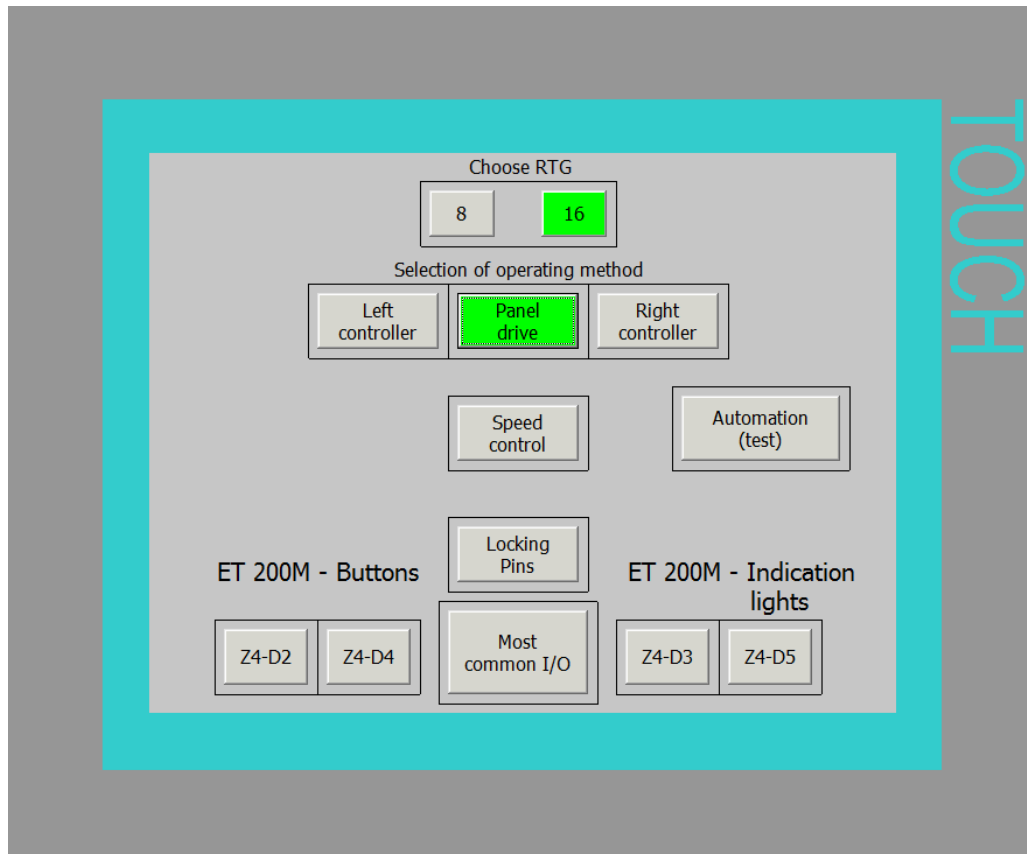 Choose RTG
8 16
Selection of operating method
Left
controller
Panel
drive
Right
controller
Speed
control
Automation
(test)
Locking
Pins
ET 200M - Buttons
ET 200M - Indication
lights
Z4-D2 Z4-D4
Most
common I/O
Z4-D3 Z4-D5
TOUCH